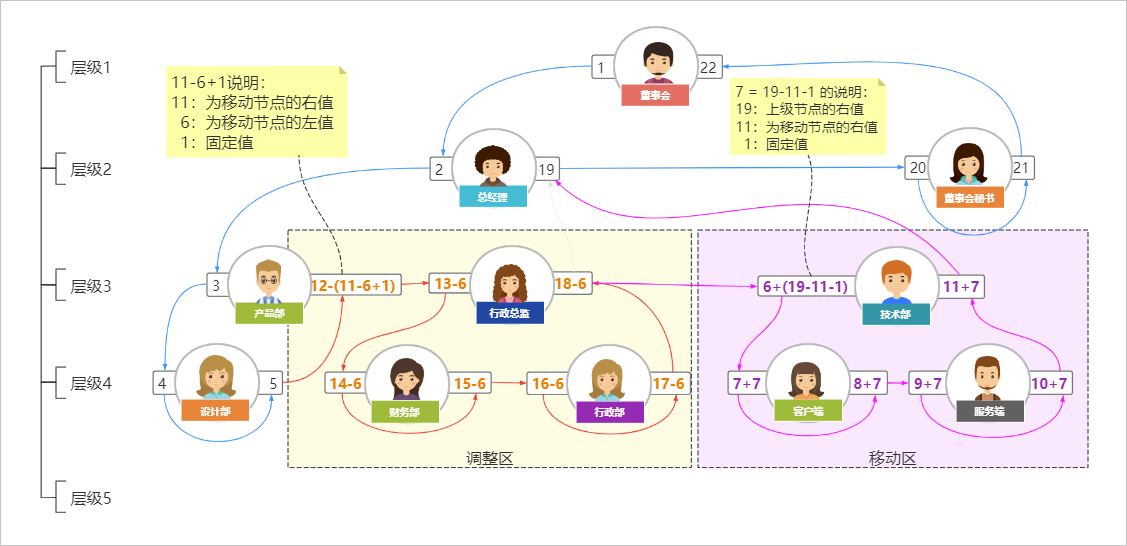 层级1
1
22
董事会
11-6+1说明：
11：为移动节点的右值
6：为移动节点的左值
1：固定值
7 = 19-11-1 的说明：
19：上级节点的右值
11：为移动节点的右值
1：固定值
层级2
2
19
总经理
20
21
董事会秘书
层级3
3
12-(11-6+1)
产品部
13-6
18-6
行政总监
6+(19-11-1)
11+7
技术部
层级4
4
5
设计部
14-6
15-6
财务部
16-6
17-6
行政部
7+7
8+7
客户端
9+7
10+7
服务端
调整区
移动区
层级5